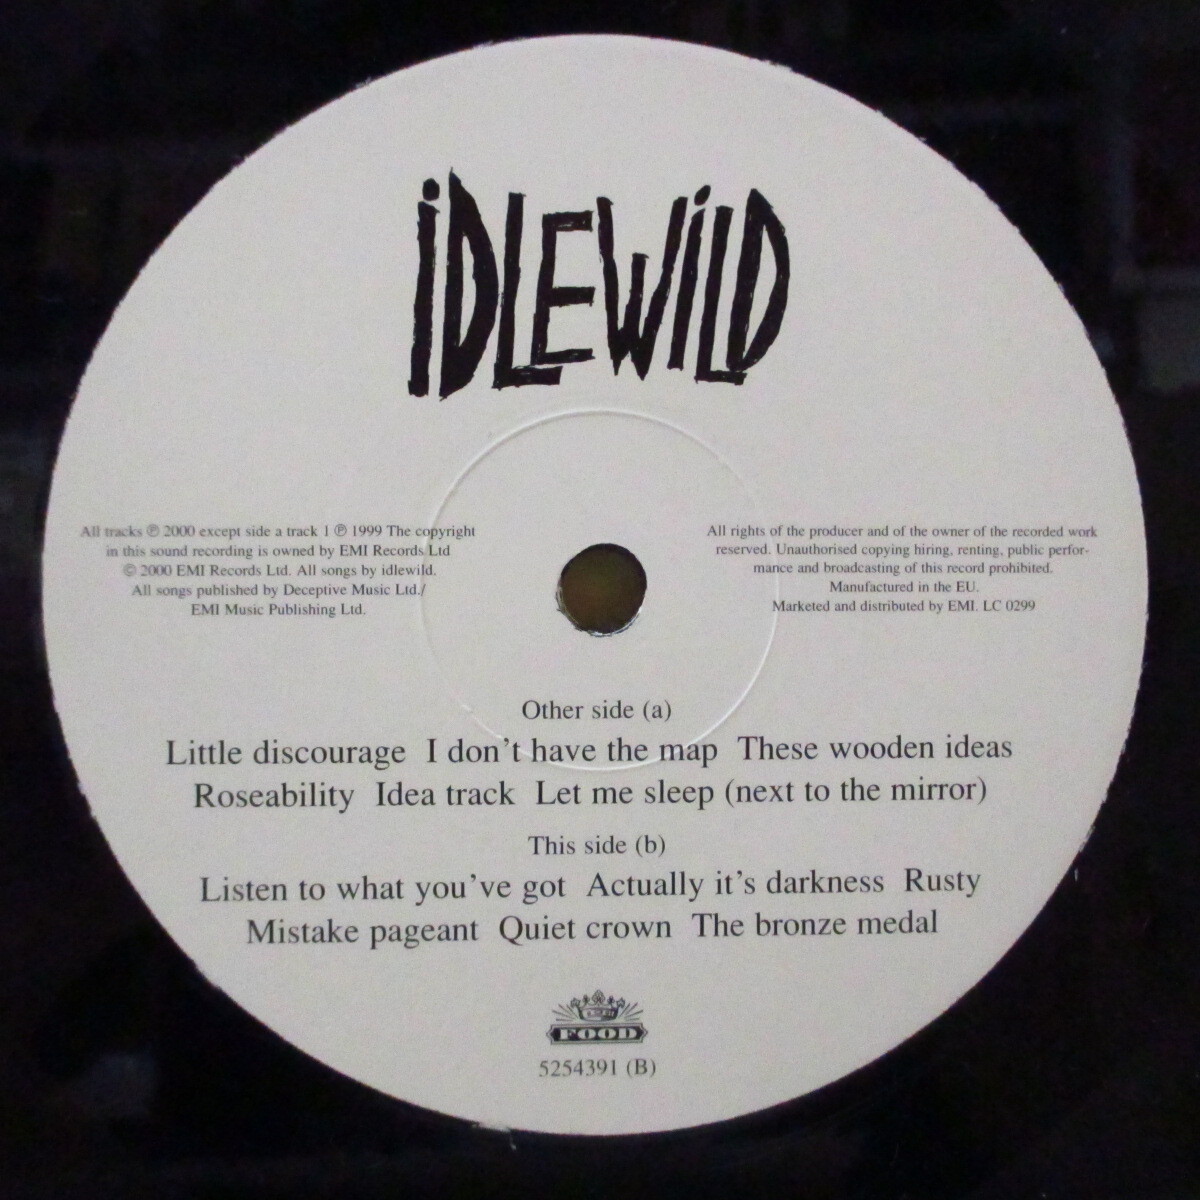 iDLEWiLD
All tracks ℗ 2000 except side a track 1 ℗ 1999 The copyright
in this sound recording is owned by EMI Records Ltd
© 2000 EMI Records Ltd. All songs by idlewild.
All songs published by Deceptive Music Ltd./
EMI Music Publishing Ltd.
All rights of the producer and of the owner of the recorded work
reserved. Unauthorised copying hiring, renting, public perfor-
mance and broadcasting of this record prohibited.
Manufactured in the EU.
Marketed and distributed by EMI. LC 0299
Other side (a)
Little discourage I don't have the map These wooden ideas
Roseability Idea track Let me sleep (next to the mirror)
This side (b)
Listen to what you've got Actually it's darkness Rusty
Mistake pageant Quiet crown The bronze medal
FOOD
5254391 (B)